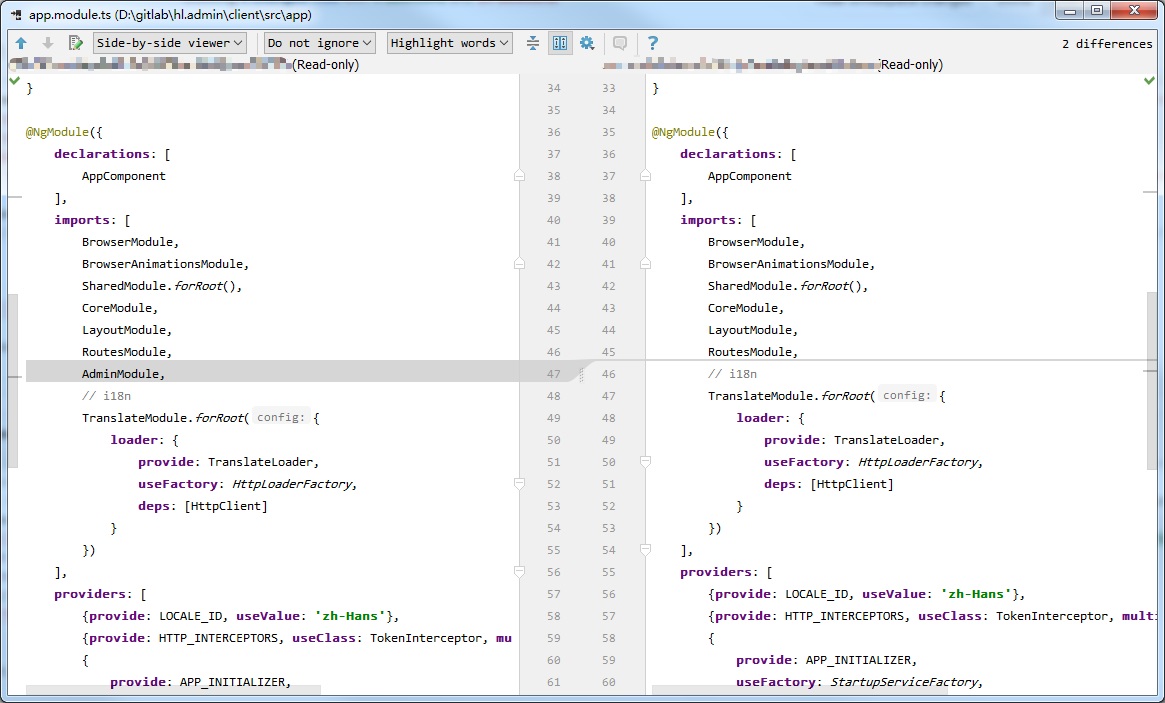 app.module.ts (D:\gitlab\hl.admin\client\src\app)
Side-by-side viewer Do not ignore Highlight words ? 2 differences
(Read-only) (Read-only)
} 34 33 }
35 34
@NgModule({ 36 35 @NgModule({
declarations: [ 37 36 declarations: [
AppComponent 38 37 AppComponent
], 39 38 ],
imports: [ 40 39 imports: [
BrowserModule, 41 40 BrowserModule,
BrowserAnimationsModule, 42 41 BrowserAnimationsModule,
SharedModule.forRoot(), 43 42 SharedModule.forRoot(),
CoreModule, 44 43 CoreModule,
LayoutModule, 45 44 LayoutModule,
RoutesModule, 46 45 RoutesModule,
AdminModule, 47 46 // i18n
// i18n 48 47 TranslateModule.forRoot( config: {
TranslateModule.forRoot( config: { 49 48 loader: {
loader: { 50 49 provide: TranslateLoader,
provide: TranslateLoader, 51 50 useFactory: HttpLoaderFactory,
useFactory: HttpLoaderFactory, 52 51 deps: [HttpClient]
deps: [HttpClient] 53 52 }
} 54 53 })
}) 55 54 ],
], 56 55 providers: [
providers: [ 57 56 {provide: LOCALE_ID, useValue: 'zh-Hans'},
{provide: LOCALE_ID, useValue: 'zh-Hans'}, 58 57 {provide: HTTP_INTERCEPTORS, useClass: TokenInterceptor, multi
{provide: HTTP_INTERCEPTORS, useClass: TokenInterceptor, mu 59 58 {
{ 60 59 provide: APP_INITIALIZER,
provide: APP_INITIALIZER, 61 60 useFactory: StartupServiceFactory,